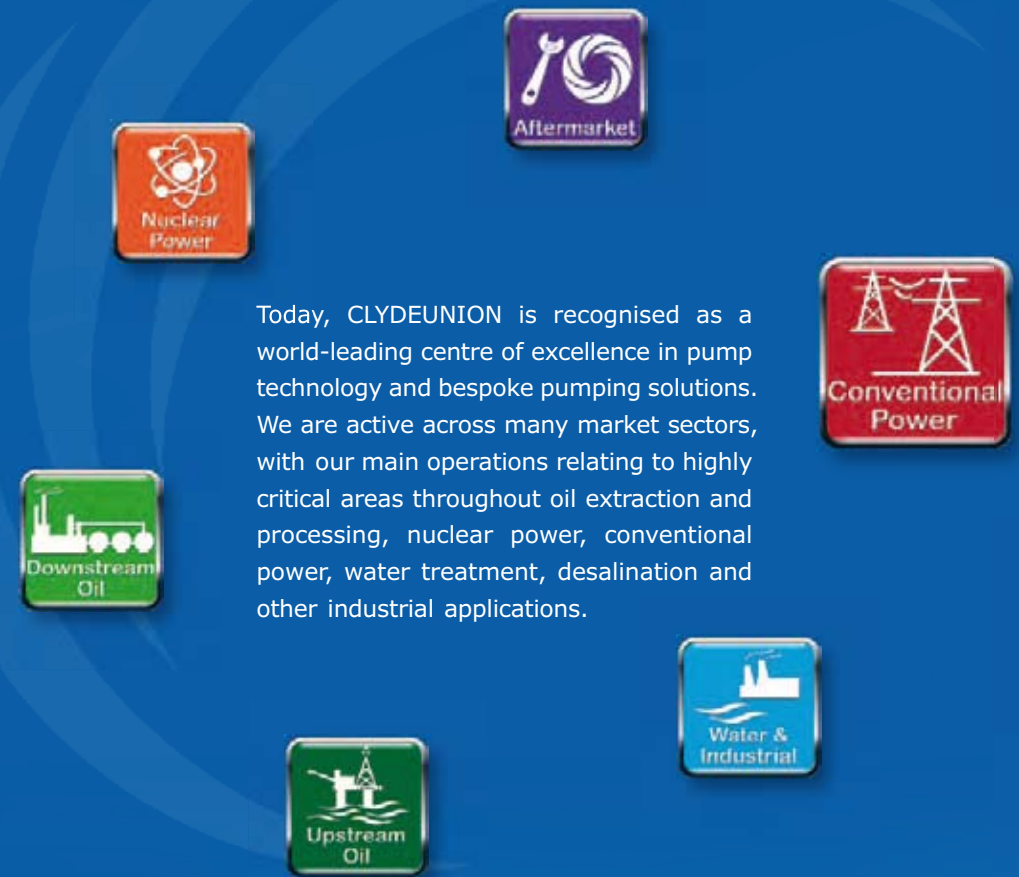 Aftermarket
Nuclear
Power
Conventional
Power
Today, CLYDEUNION is recognised as a
world-leading centre of excellence in pump
technology and bespoke pumping solutions.
We are active across many market sectors,
with our main operations relating to highly
critical areas throughout oil extraction and
processing, nuclear power, conventional
power, water treatment, desalination and
other industrial applications.
Downstream
Oil
Water &
Industrial
Upstream
Oil